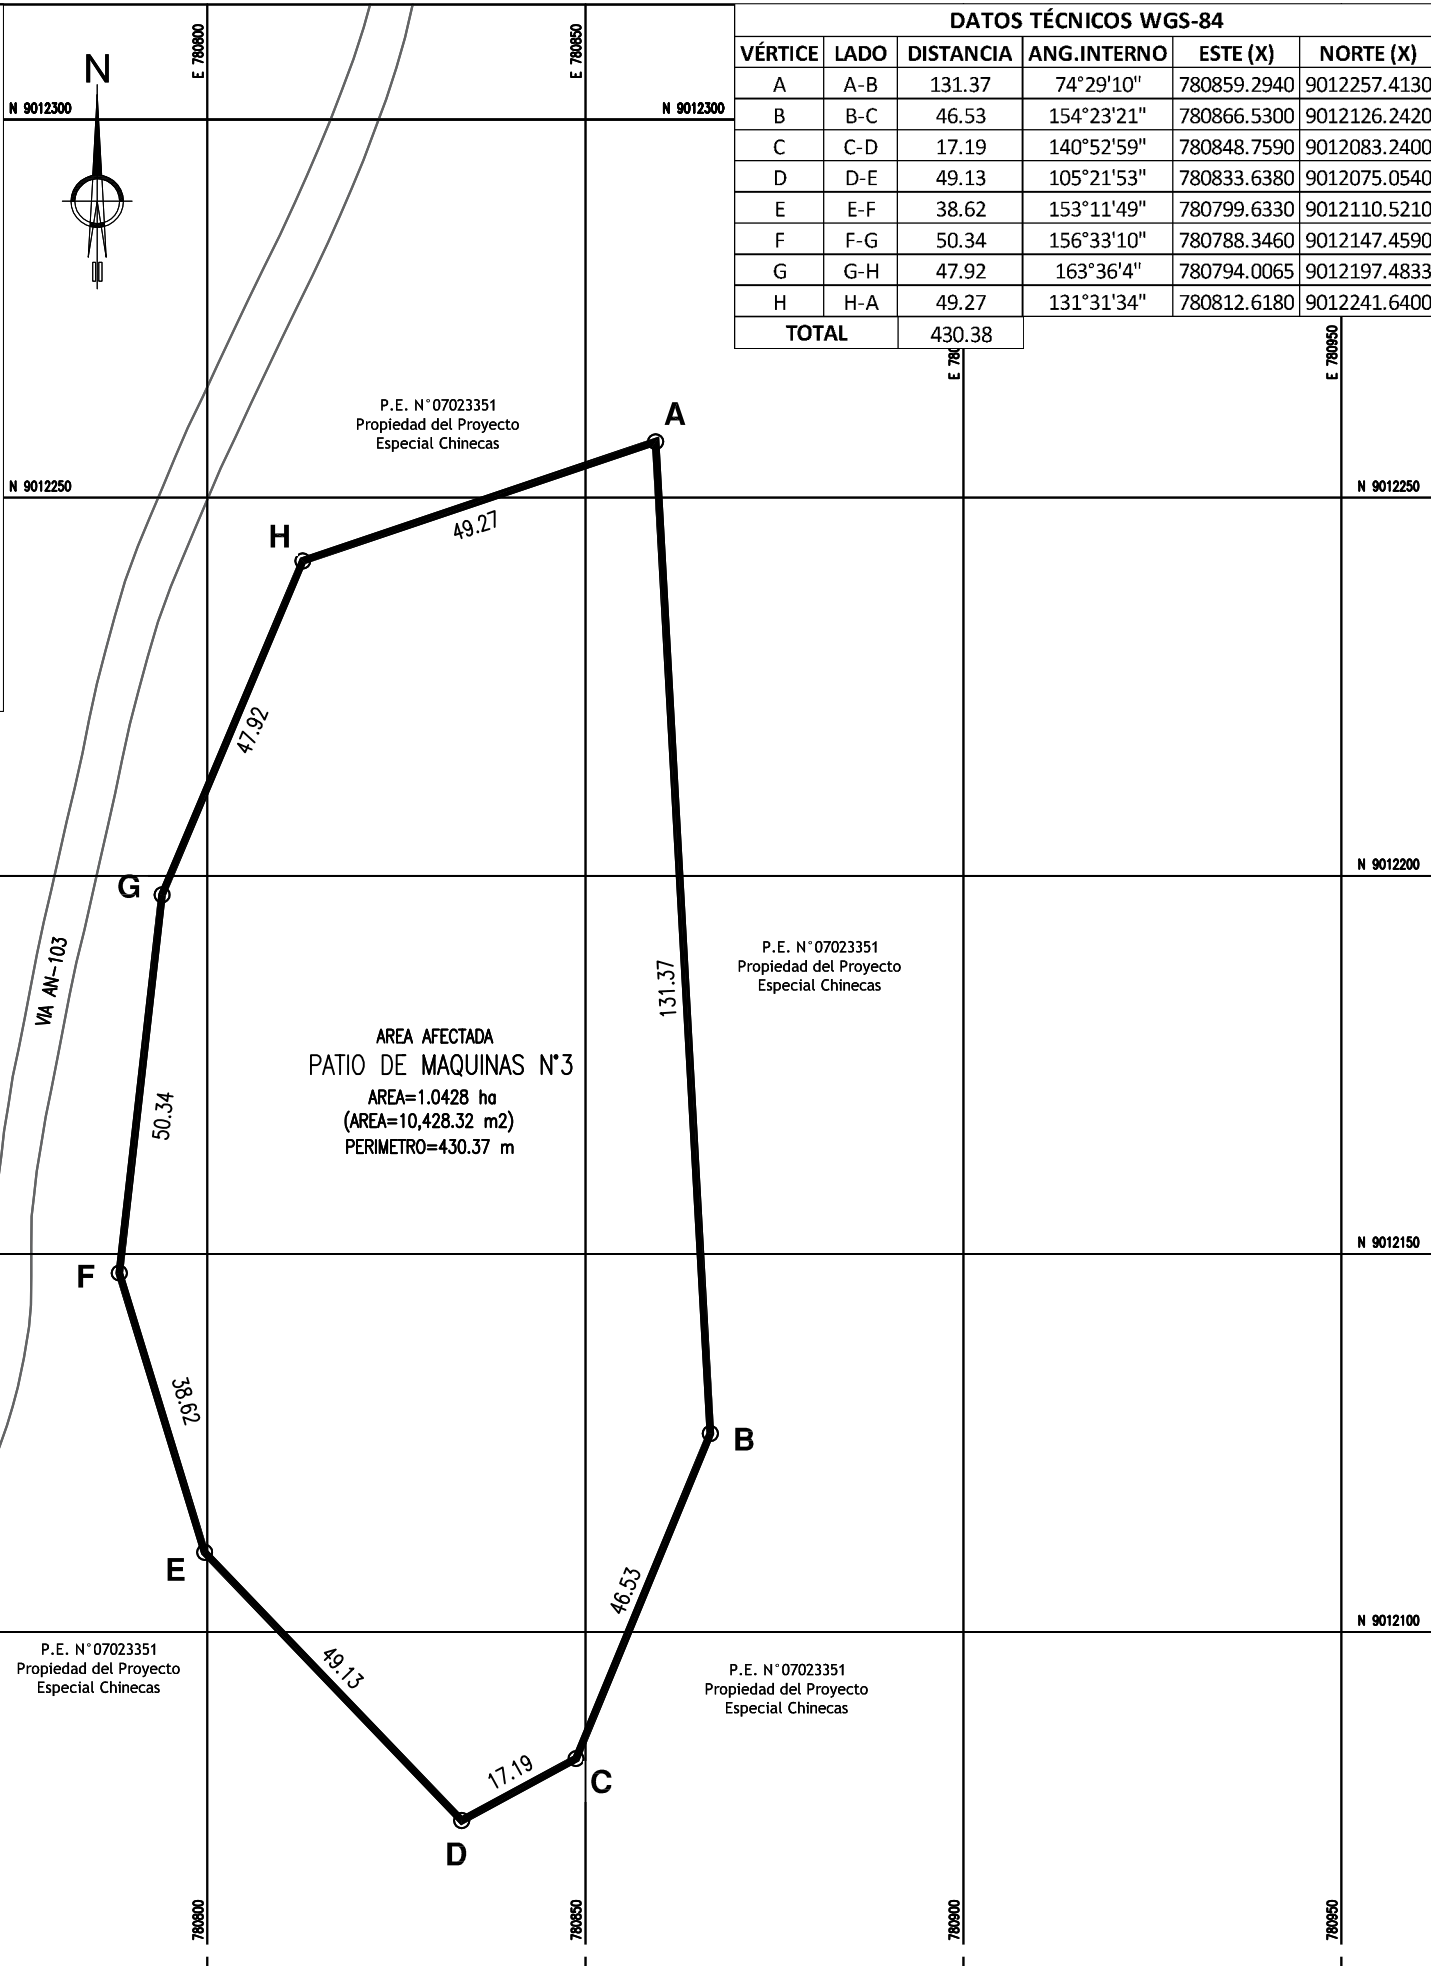 DATOS TÉCNICOS WGS-84
VÉRTICE LADO DISTANCIA ANG.INTERNO ESTE (X) NORTE (X)
A A-B 131.37 74°29'10" 780859.2940 9012257.4130
B B-C 46.53 154°23'21" 780866.5300 9012126.2420
C C-D 17.19 140°52'59" 780848.7590 9012083.2400
D D-E 49.13 105°21'53" 780833.6380 9012075.0540
E E-F 38.62 153°11'49" 780799.6330 9012110.5210
F F-G 50.34 156°33'10" 780788.3460 9012147.4590
G G-H 47.92 163°36'4" 780794.0065 9012197.4833
H H-A 49.27 131°31'34" 780812.6180 9012241.6400
TOTAL 430.38
E 780800
E 780850
E 780
E 780950
N
N 9012300
N 9012300
P.E. N°07023351
Propiedad del Proyecto
Especial Chinecas
A
N 9012250
N 9012250
H
49.27
47.92
G
N 9012200
VIA AN-103
131.37
P.E. N°07023351
Propiedad del Proyecto
Especial Chinecas
AREA AFECTADA
PATIO DE MAQUINAS N°3
AREA=1.0428 ha
(AREA=10,428.32 m2)
PERIMETRO=430.37 m
50.34
N 9012150
F
38.62
B
E
46.53
N 9012100
P.E. N°07023351
Propiedad del Proyecto
Especial Chinecas
49.13
P.E. N°07023351
Propiedad del Proyecto
Especial Chinecas
17.19
C
D
780800
780850
780900
780950